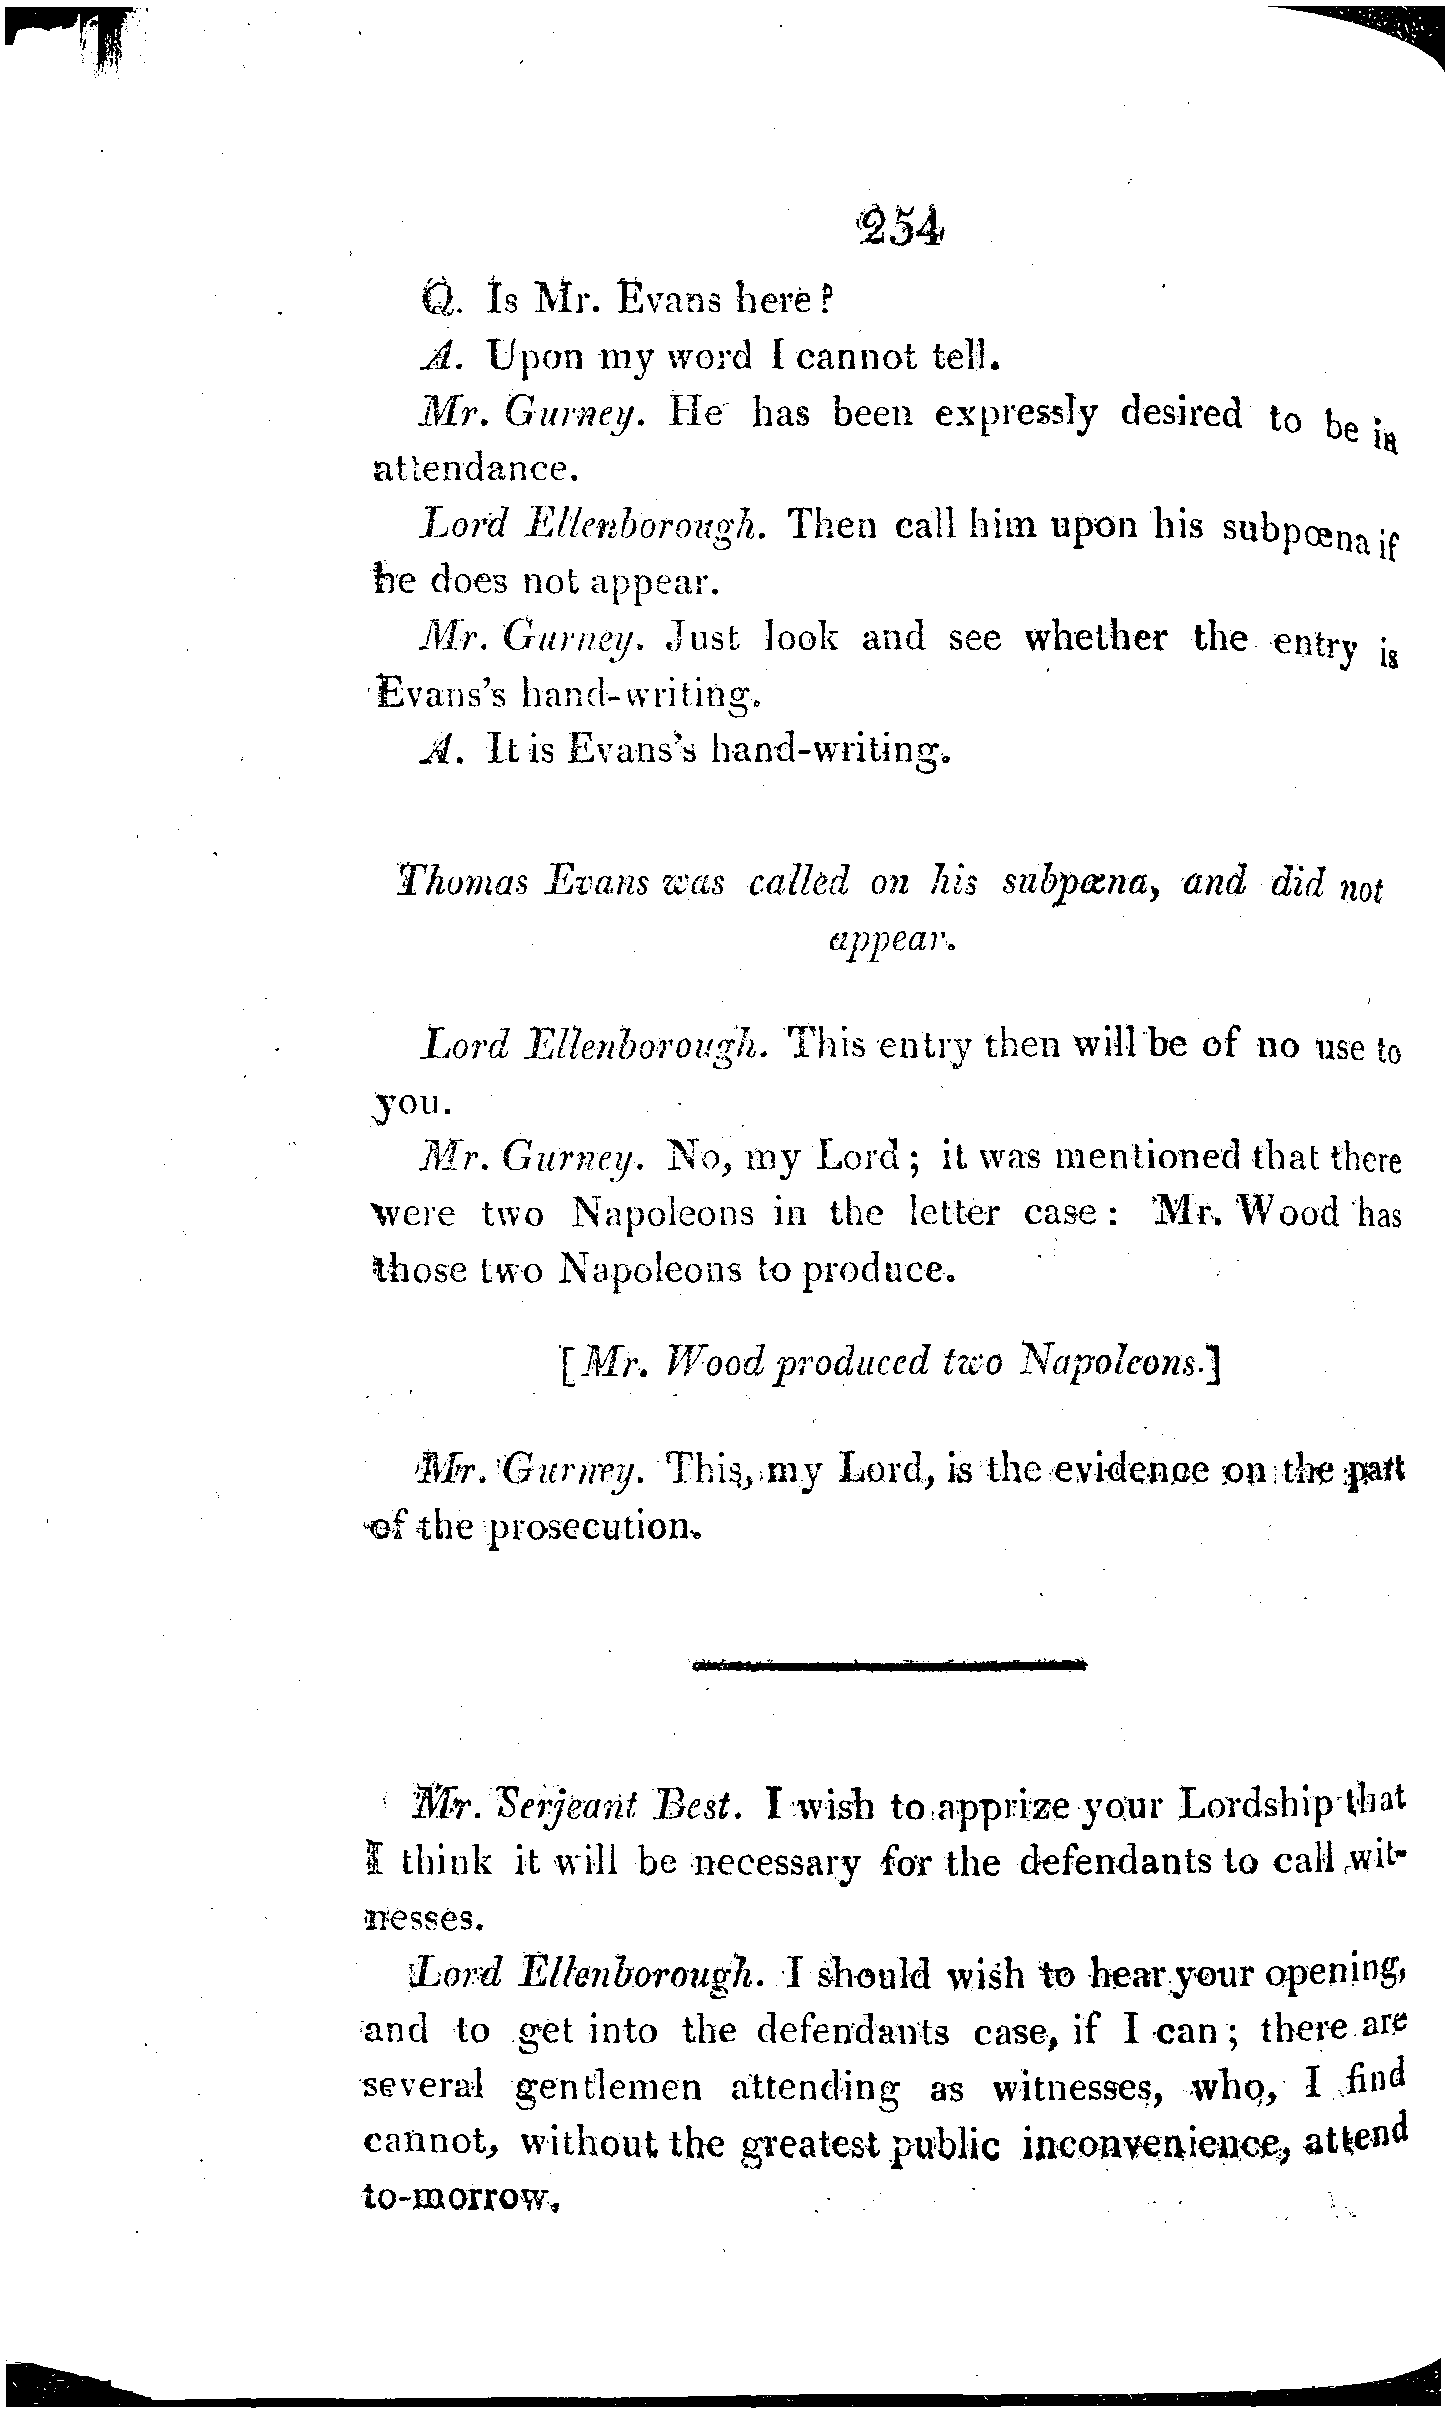 254
Q. Is Mr. Evans here?
A. Upon my word I cannot tell.
Mr. Gurney. He has been expressly desired to be in
attendance.
Lord Ellenborough. Then call him upon his subpœna if
he does not appear.
Mr. Gurney. Just look and see whether the entry is
Evans's hand-writing.
A. It is Evans's hand-writing.
Thomas Evans was called on his subpœna, and did not
appear.
Lord Ellenborough. This entry then will be of no use to
you.
Mr. Gurney. No, my Lord; it was mentioned that there
were two Napoleons in the letter case: Mr. Wood has
those two Napoleons to produce.
[Mr. Wood produced two Napoleons.]
Mr. Gurney. This, my Lord, is the evidence on the part
of the prosecution.
Mr. Serjeant Best. I wish to apprize your Lordship that
I think it will be necessary for the defendants to call wit-
nesses.
Lord Ellenborough. I should wish to hear your opening,
and to get into the defendants case, if I can; there are
several gentlemen attending as witnesses, who, I find
cannot, without the greatest public inconvenience, attend
to-morrow.